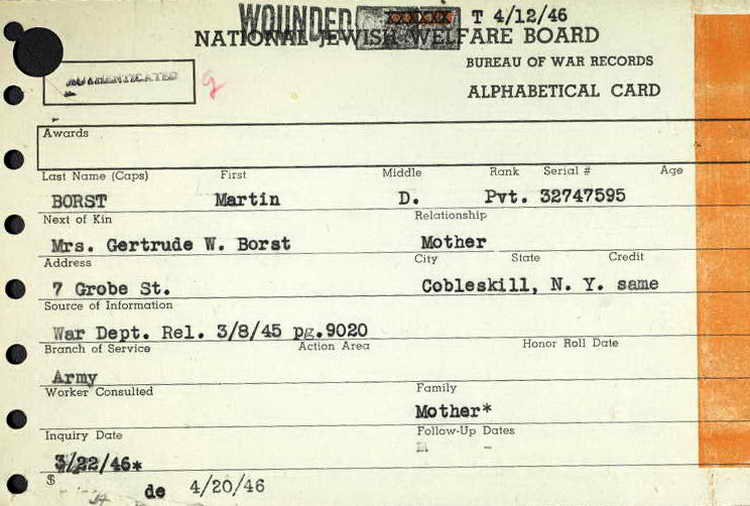 WOUNDED XXXXX T 4/12/46
NATIONAL JEWISH WELFARE BOARD
BUREAU OF WAR RECORDS
AUTHENTICATED g
ALPHABETICAL CARD
Awards
Last Name (Caps) First Middle Rank Serial # Age
BORST Martin D. Pvt. 32747595
Next of Kin Relationship
Mrs. Gertrude W. Borst Mother
Address City State Credit
7 Grobe St. Cobleskill, N. Y. same
Source of Information
War Dept. Rel. 3/8/45 pg.9020
Branch of Service Action Area Honor Roll Date
Army
Worker Consulted Family
Mother*
Inquiry Date Follow-Up Dates
3/22/46*
$
de 4/20/46